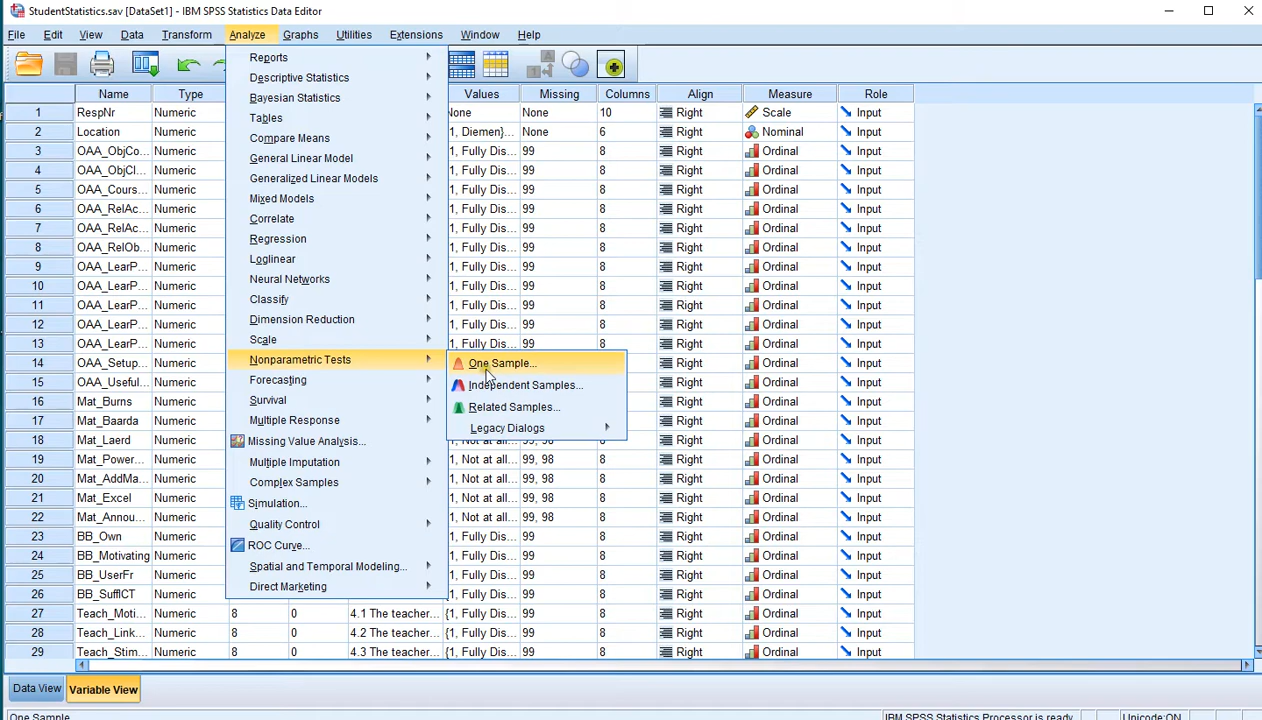 StudentStatistics.sav [DataSet1] - IBM SPSS Statistics Data Editor
File Edit View Data Transform Analyze Graphs Utilities Extensions Window Help
Reports
Descriptive Statistics
Bayesian Statistics
Tables
Compare Means
General Linear Model
Generalized Linear Models
Mixed Models
Correlate
Regression
Loglinear
Neural Networks
Classify
Dimension Reduction
Scale
Nonparametric Tests
Forecasting
Survival
Multiple Response
Missing Value Analysis...
Multiple Imputation
Complex Samples
Simulation...
Quality Control
ROC Curve...
Spatial and Temporal Modeling...
Direct Marketing
One Sample...
Independent Samples...
Related Samples...
Legacy Dialogs
Name Type Values Missing Columns Align Measure Role
1 RespNr Numeric None None 10 Right Scale Input
2 Location Numeric {1, Diemen}... None 6 Right Nominal Input
3 OAA_ObjCo... Numeric {1, Fully Dis... 99 8 Right Ordinal Input
4 OAA_ObjCl... Numeric {1, Fully Dis... 99 8 Right Ordinal Input
5 OAA_Cours... Numeric {1, Fully Dis... 99 8 Right Ordinal Input
6 OAA_RelAc... Numeric {1, Fully Dis... 99 8 Right Ordinal Input
7 OAA_RelAc... Numeric {1, Fully Dis... 99 8 Right Ordinal Input
8 OAA_RelOb... Numeric {1, Fully Dis... 99 8 Right Ordinal Input
9 OAA_LearP... Numeric {1, Fully Dis... 99 8 Right Ordinal Input
10 OAA_LearP... Numeric {1, Fully Dis... 99 8 Right Ordinal Input
11 OAA_LearP... Numeric {1, Fully Dis... 99 8 Right Ordinal Input
12 OAA_LearP... Numeric {1, Fully Dis... 99 8 Right Ordinal Input
13 OAA_LearP... Numeric {1, Fully Dis... 99 8 Right Ordinal Input
14 OAA_Setup... Numeric Right Ordinal Input
15 OAA_Useful... Numeric Right Ordinal Input
16 Mat_Burns Numeric Right Ordinal Input
17 Mat_Baarda Numeric Right Ordinal Input
18 Mat_Laerd Numeric {1, Not at all... 99, 98 8 Right Ordinal Input
19 Mat_Power... Numeric {1, Not at all... 99, 98 8 Right Ordinal Input
20 Mat_AddMa... Numeric {1, Not at all... 99, 98 8 Right Ordinal Input
21 Mat_Excel Numeric {1, Not at all... 99, 98 8 Right Ordinal Input
22 Mat_Annou... Numeric {1, Not at all... 99, 98 8 Right Ordinal Input
23 BB_Own Numeric {1, Fully Dis... 99 8 Right Ordinal Input
24 BB_Motivating Numeric {1, Fully Dis... 99 8 Right Ordinal Input
25 BB_UserFr Numeric {1, Fully Dis... 99 8 Right Ordinal Input
26 BB_SuffICT Numeric {1, Fully Dis... 99 8 Right Ordinal Input
27 Teach_Moti... Numeric 8 0 4.1 The teacher... {1, Fully Dis... 99 8 Right Ordinal Input
28 Teach_Link... Numeric 8 0 4.2 The teacher... {1, Fully Dis... 99 8 Right Ordinal Input
29 Teach_Stim... Numeric 8 0 4.3 The teacher... {1, Fully Dis... 99 8 Right Ordinal Input
Data View Variable View
One Sample... IBM SPSS Statistics Processor is ready Unicode:ON